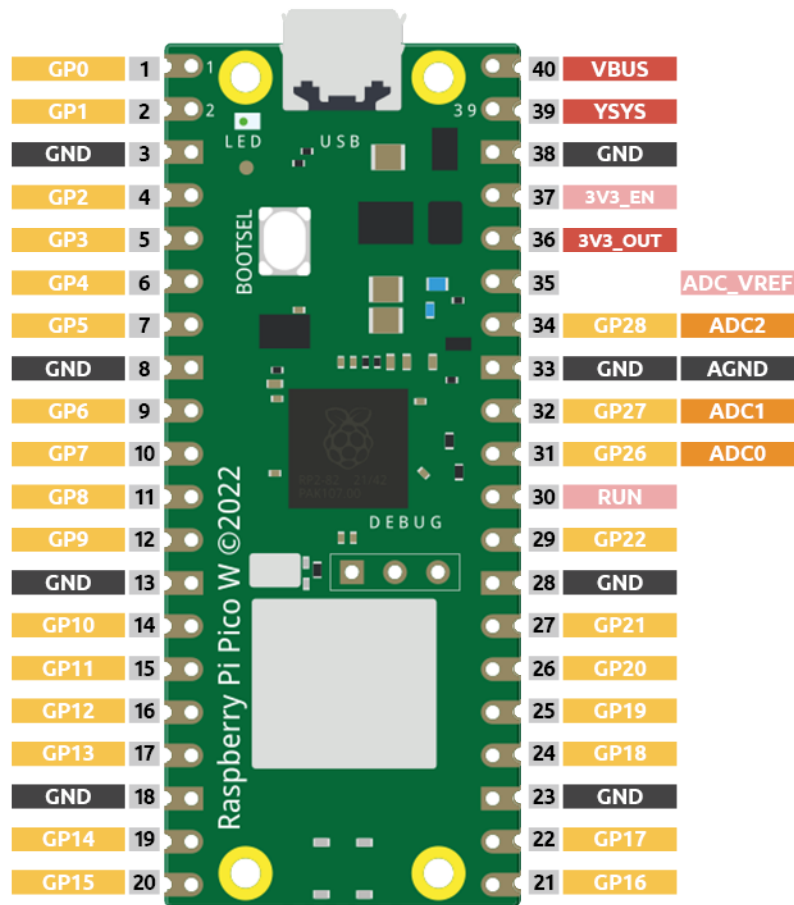 GP0 1 1 40 VBUS
GP1 2 2 39 39 YSYS
LED USB
GND 3 38 GND
GP2 4 37 3V3_EN
GP3 5 BOOTSEL 36 3V3_OUT
GP4 6 35 ADC_VREF
GP5 7 34 GP28 ADC2
GND 8 33 GND AGND
GP6 9 32 GP27 ADC1
GP7 10 31 GP26 ADC0
GP8 11 30 RUN
DEBUG
GP9 12 29 GP22
GND 13 28 GND
GP10 14 27 GP21
GP11 15 26 GP20
GP12 16 25 GP19
GP13 17 24 GP18
GND 18 23 GND
GP14 19 22 GP17
GP15 20 21 GP16
Raspberry Pi Pico W ©2022